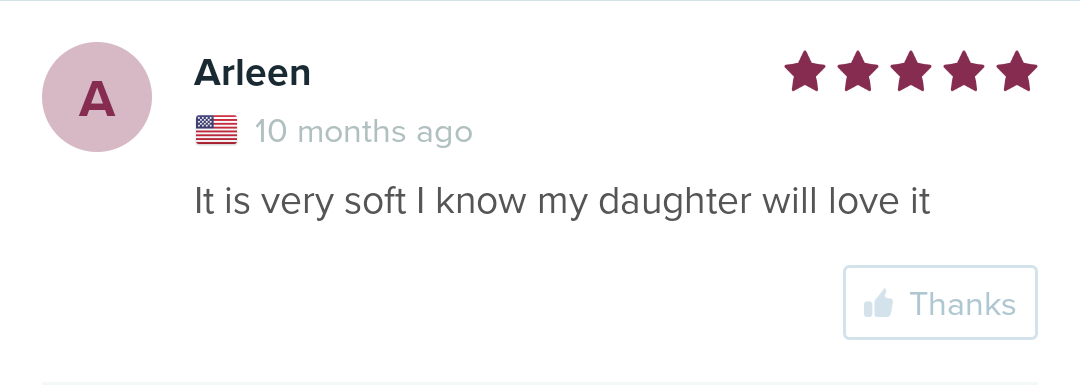 A
Arleen
10 months ago
It is very soft I know my daughter will love it
Thanks